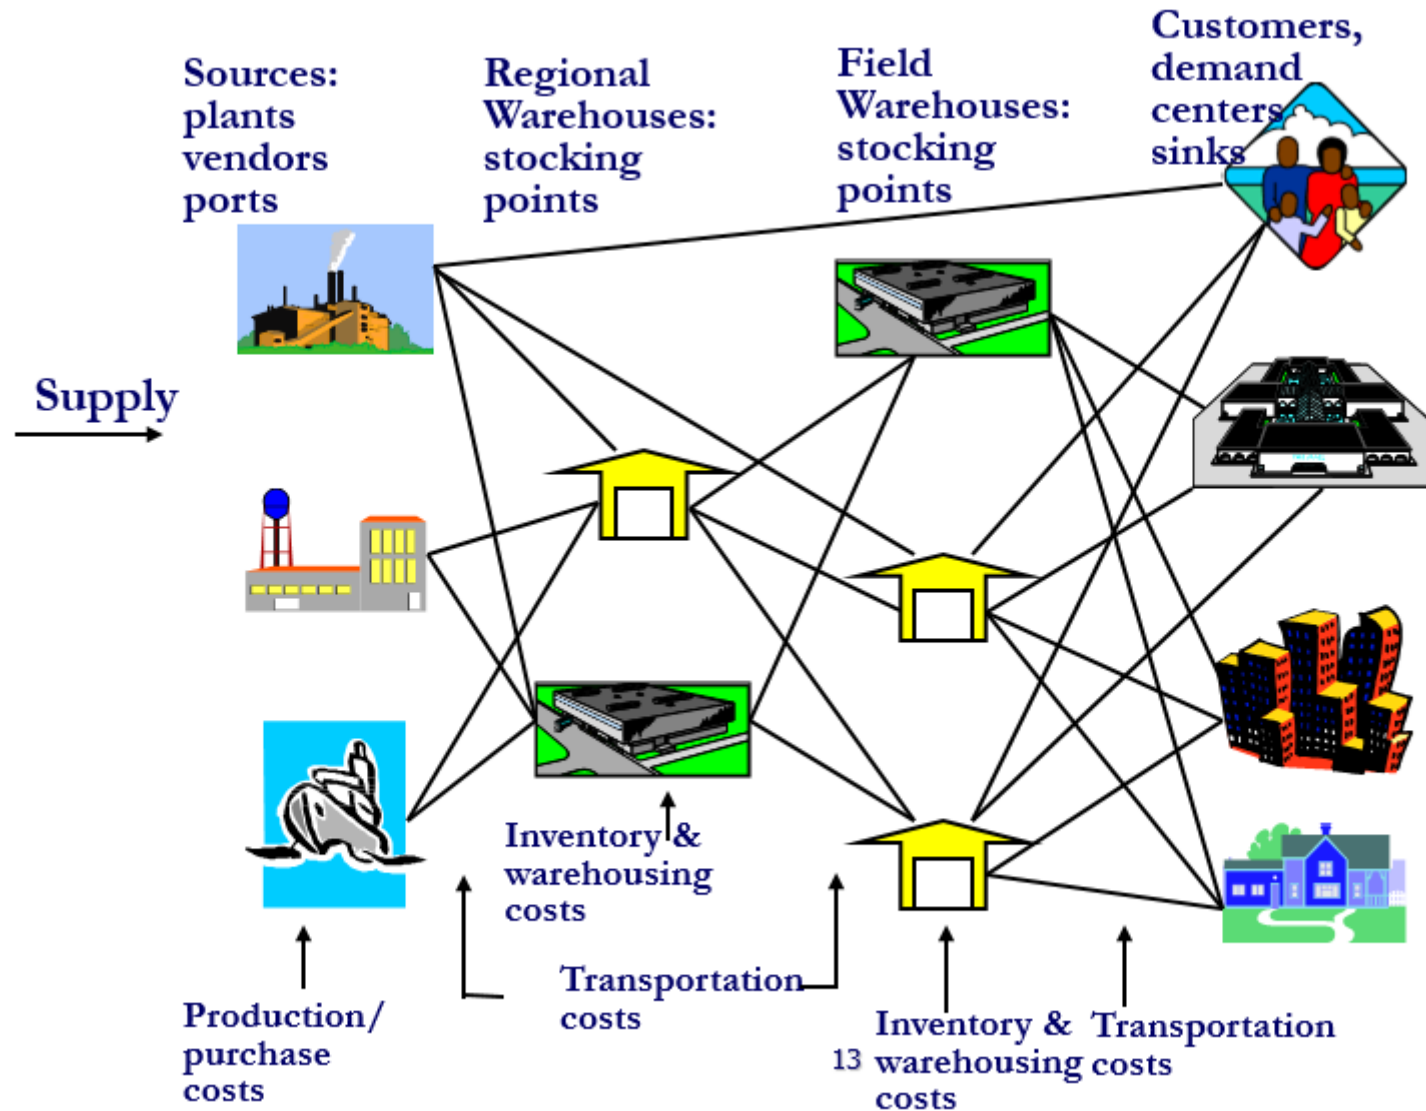 Sources:
plants
vendors
ports
Regional
Warehouses:
stocking
points
Field
Warehouses:
stocking
points
Customers,
demand
centers
sinks
Supply
Inventory &
warehousing
costs
Transportation
costs
Production/
purchase
costs
Inventory &
warehousing
costs
Transportation
costs
13